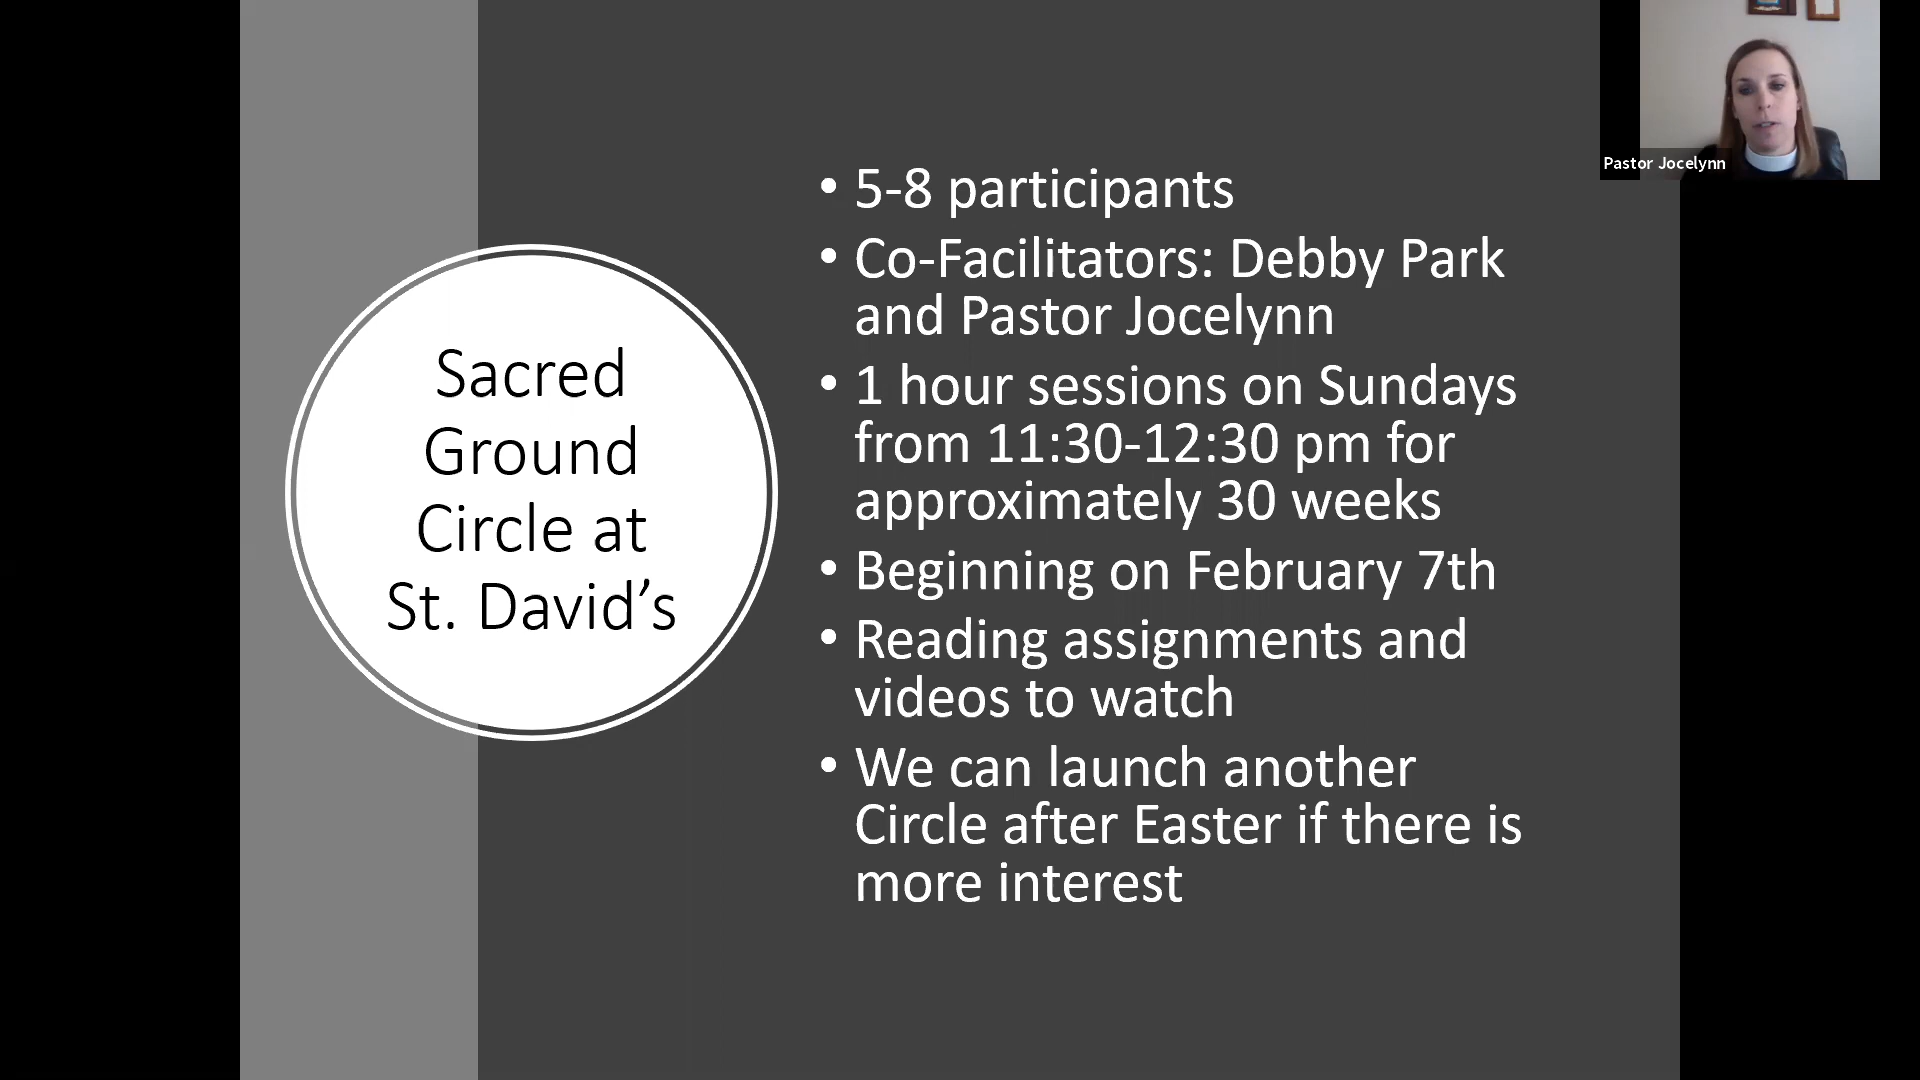 Sacred
Ground
Circle at
St. David’s
• 5-8 participants
• Co-Facilitators: Debby Park
and Pastor Jocelynn
• 1 hour sessions on Sundays
from 11:30-12:30 pm for
approximately 30 weeks
• Beginning on February 7th
• Reading assignments and
videos to watch
• We can launch another
Circle after Easter if there is
more interest
Pastor Jocelynn